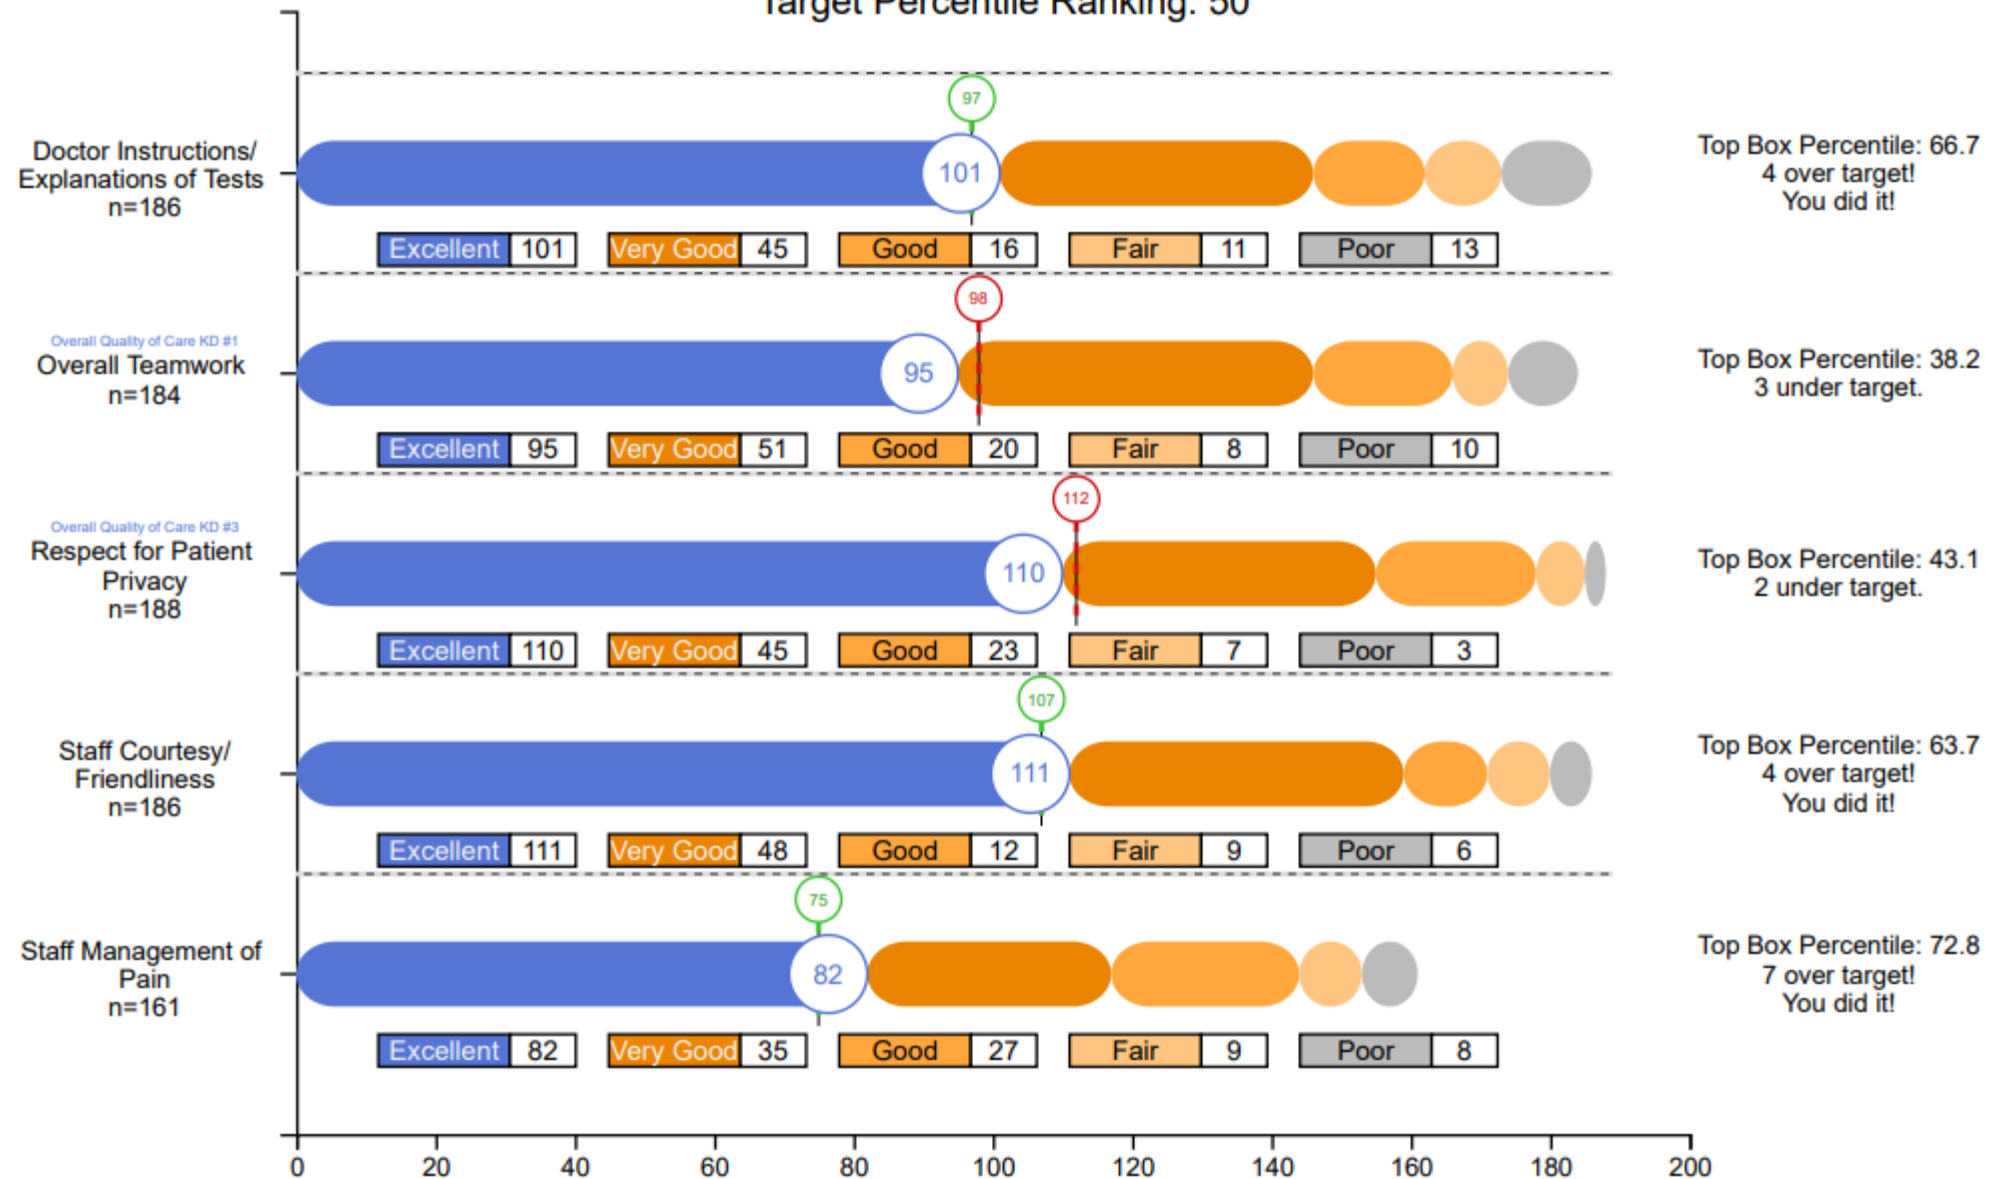 Target Percentile Ranking: 50
97
Doctor Instructions/
Explanations of Tests
n=186
101
Top Box Percentile: 66.7
4 over target!
You did it!
Excellent 101 Very Good 45 Good 16 Fair 11 Poor 13
98
Overall Quality of Care KD #1
Overall Teamwork
n=184
95
Top Box Percentile: 38.2
3 under target.
Excellent 95 Very Good 51 Good 20 Fair 8 Poor 10
112
Overall Quality of Care KD #3
Respect for Patient
Privacy
n=188
110
Top Box Percentile: 43.1
2 under target.
Excellent 110 Very Good 45 Good 23 Fair 7 Poor 3
107
Staff Courtesy/
Friendliness
n=186
111
Top Box Percentile: 63.7
4 over target!
You did it!
Excellent 111 Very Good 48 Good 12 Fair 9 Poor 6
75
Staff Management of
Pain
n=161
82
Top Box Percentile: 72.8
7 over target!
You did it!
Excellent 82 Very Good 35 Good 27 Fair 9 Poor 8
0 20 40 60 80 100 120 140 160 180 200